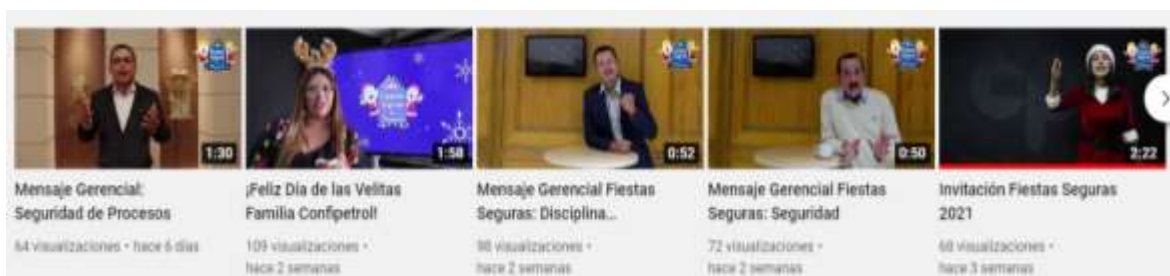 1:30
1:58
0:52
0:50
2:22
Mensaje Gerencial:
Seguridad de Procesos
64 visualizaciones • hace 6 días
¡Feliz Día de las Velitas
Familia Confipetrol!
109 visualizaciones •
hace 2 semanas
Mensaje Gerencial Fiestas
Seguras: Disciplina...
98 visualizaciones •
hace 2 semanas
Mensaje Gerencial Fiestas
Seguras: Seguridad
72 visualizaciones •
hace 2 semanas
Invitación Fiestas Seguras
2021
68 visualizaciones •
hace 3 semanas